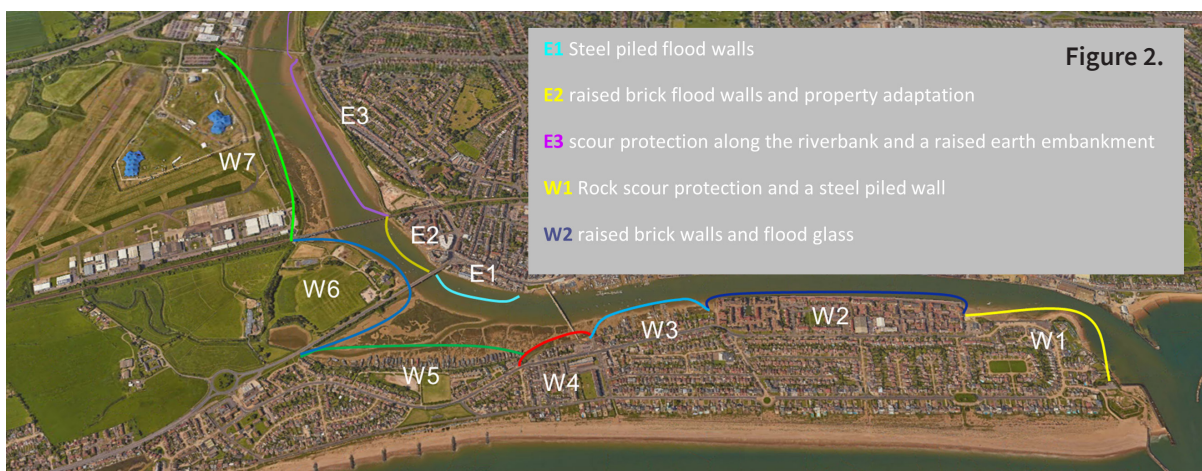 Figure 2.
E1 Steel piled flood walls
E2 raised brick flood walls and property adaptation
E3 scour protection along the riverbank and a raised earth embankment
W1 Rock scour protection and a steel piled wall
W2 raised brick walls and flood glass
E3
W7
E2
E1
W6
W3
W2
W1
W5
W4